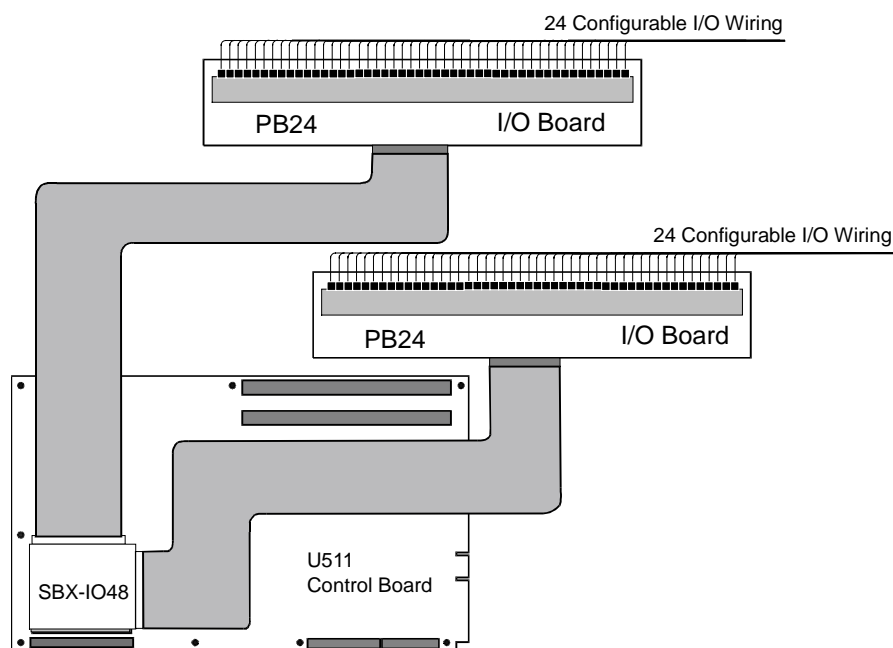 24 Configurable I/O Wiring
PB24
I/O Board
24 Configurable I/O Wiring
PB24
I/O Board
U511
Control Board
SBX-IO48